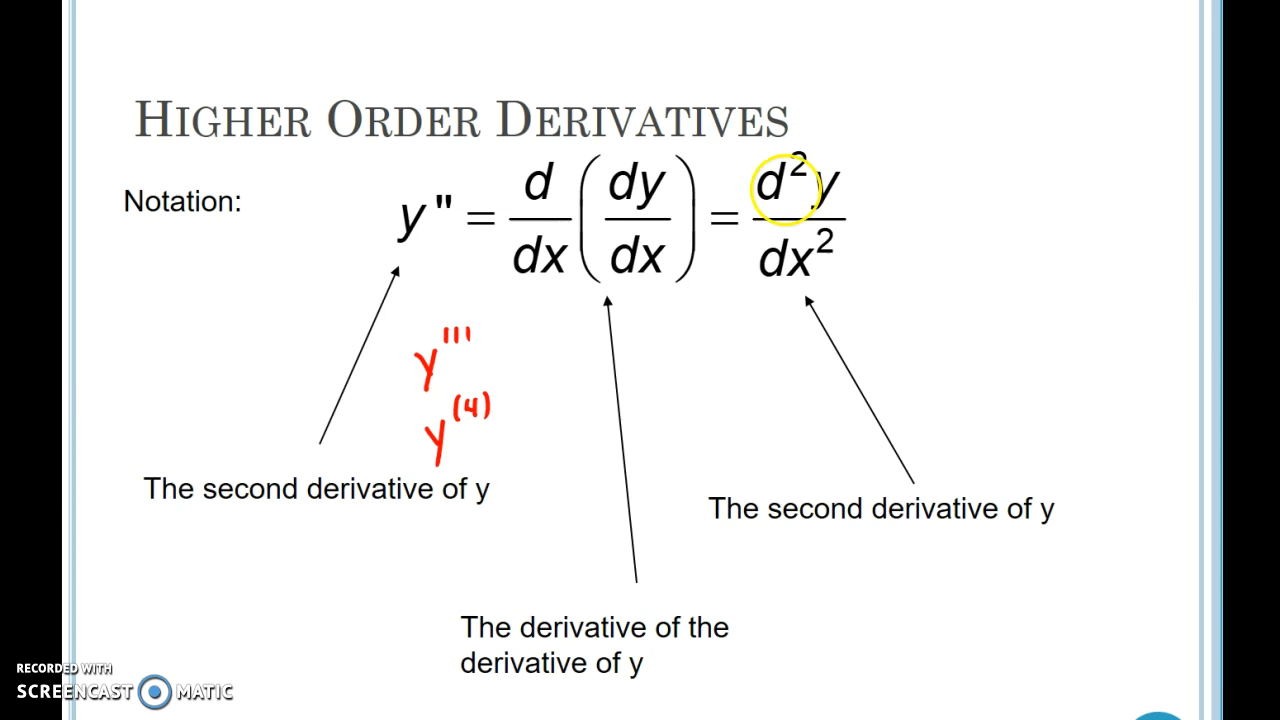 HIGHER ORDER DERIVATIVES
Notation:
y" = d/dx (dy/dx) = d²y/dx²
y'''
y⁽⁴⁾
The second derivative of y
The second derivative of y
The derivative of the
derivative of y
RECORDED WITH
SCREENCAST MATIC